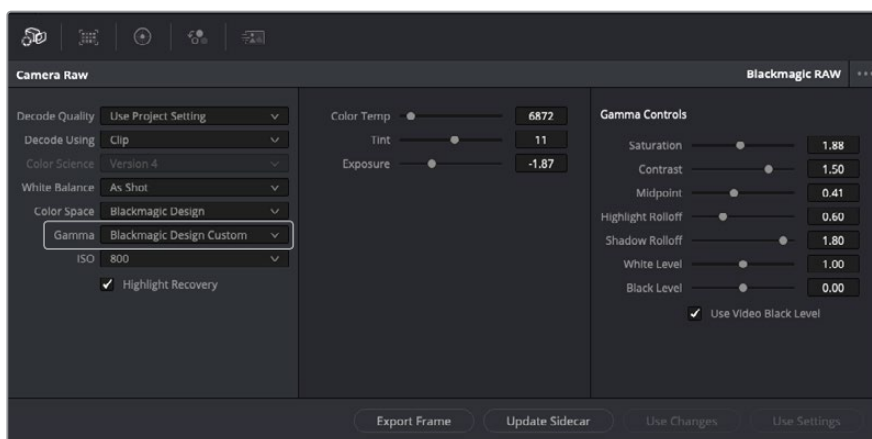 Camera Raw
Blackmagic RAW
Decode Quality Use Project Setting
Decode Using Clip
Color Science Version 4
White Balance As Shot
Color Space Blackmagic Design
Gamma Blackmagic Design Custom
ISO 800
Highlight Recovery
Color Temp 6872
Tint 11
Exposure -1.87
Gamma Controls
Saturation 1.88
Contrast 1.50
Midpoint 0.41
Highlight Rolloff 0.60
Shadow Rolloff 1.80
White Level 1.00
Black Level 0.00
Use Video Black Level
Export Frame
Update Sidecar
Use Changes
Use Settings